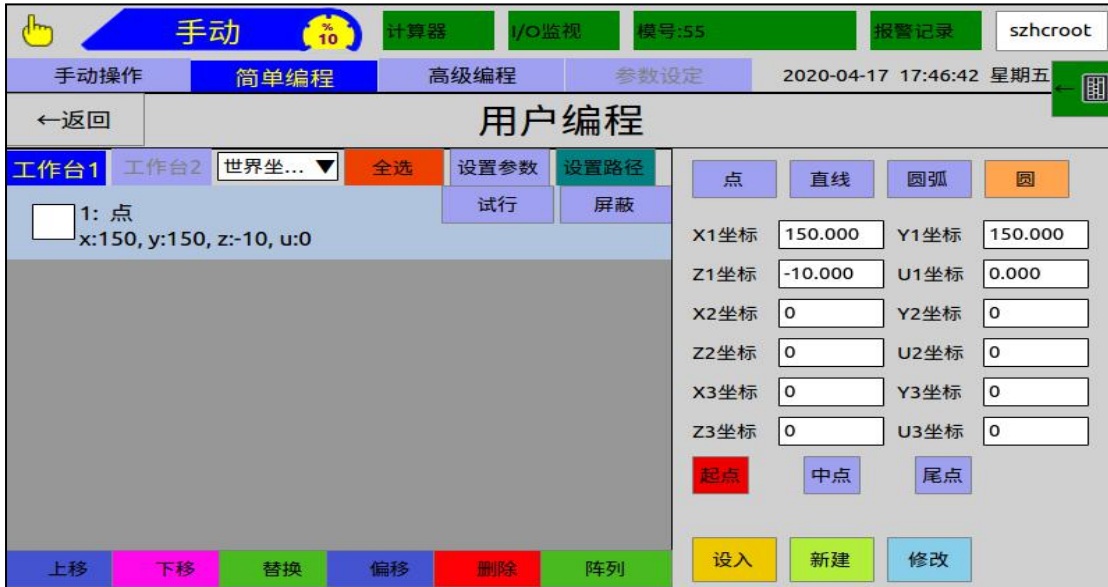 手动 % 10 计算器 I/O监视 模号:55 报警记录 szhcroot
手动操作 简单编程 高级编程 参数设定 2020-04-17 17:46:42 星期五 ←
←返回 用户编程
工作台1 工作台2 世界坐... ▼ 全选 设置参数 设置路径
试行 屏蔽
1: 点
x:150, y:150, z:-10, u:0
点 直线 圆弧 圆
X1坐标 150.000 Y1坐标 150.000
Z1坐标 -10.000 U1坐标 0.000
X2坐标 0 Y2坐标 0
Z2坐标 0 U2坐标 0
X3坐标 0 Y3坐标 0
Z3坐标 0 U3坐标 0
起点 中点 尾点
设入 新建 修改
上移 下移 替换 偏移 删除 阵列